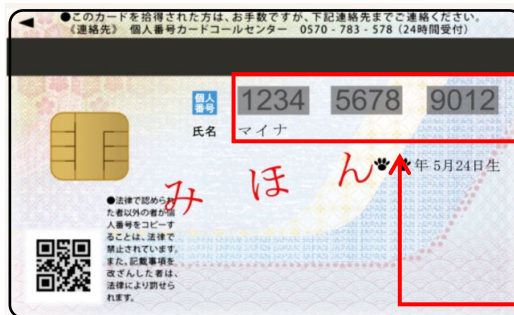 ●このカードを拾得された方は、お手数ですが、下記連絡先までご連絡ください。
《連絡先》 個人番号カードコールセンター 0570 - 783 - 578 (24時間受付)
個人番号 1234 5678 9012
氏名 マイナ
年 5月24日生
みほん
●法律で認められ
た者以外の者が個
人番号をコピーす
ることは、法律で
禁止されています。
また、記載事項を
改ざんした者は、
法律により罰せら
れます。